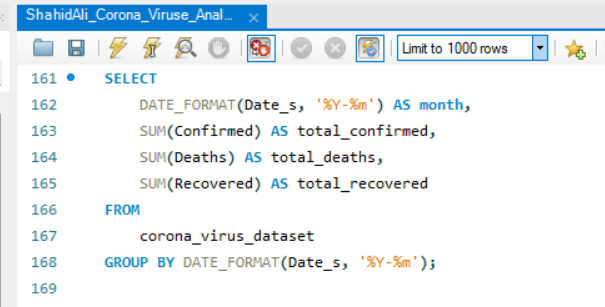 ShahidAli_Corona_Viruse_Anal...
Limit to 1000 rows
161 SELECT
162 DATE_FORMAT(Date_s, '%Y-%m') AS month,
163 SUM(Confirmed) AS total_confirmed,
164 SUM(Deaths) AS total_deaths,
165 SUM(Recovered) AS total_recovered
166 FROM
167 corona_virus_dataset
168 GROUP BY DATE_FORMAT(Date_s, '%Y-%m');
169